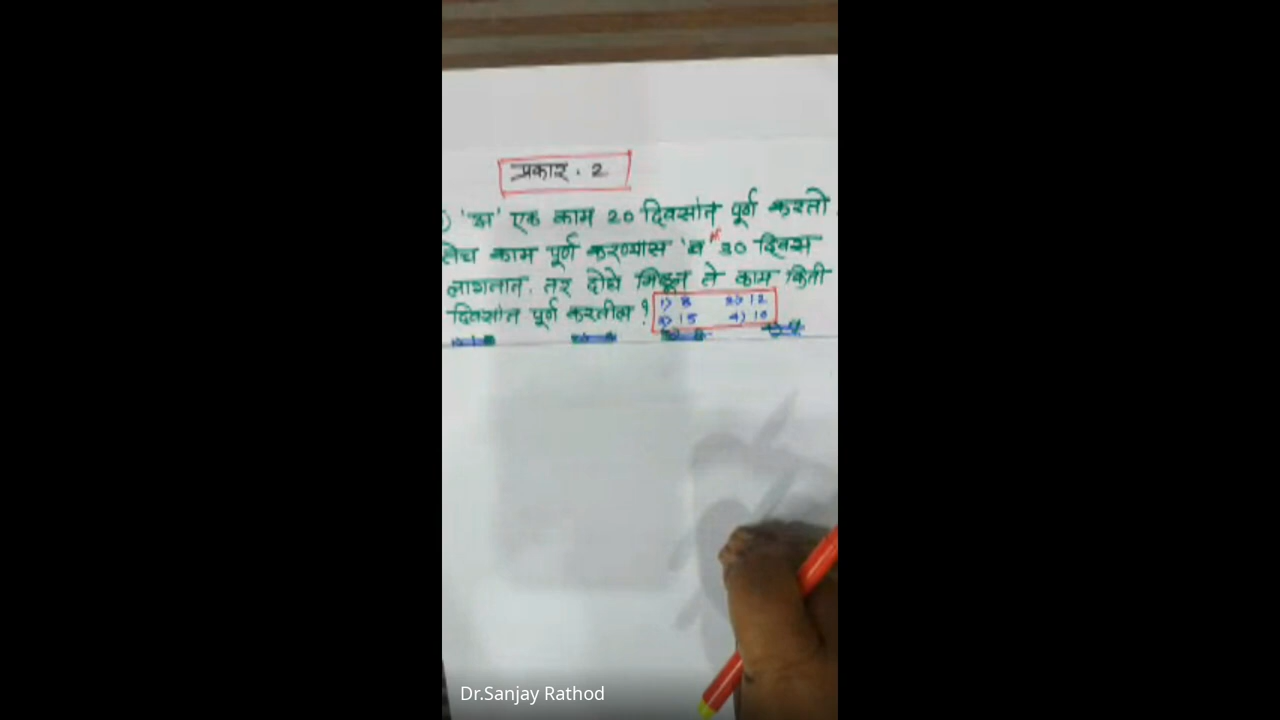 प्रकार. 2
) 'अ' एक काम 20 दिवसांत पूर्ण करतो.
तेच काम पूर्ण करण्यास 'ब' 30 दिवस
लागतात. तर दोघे मिळून ते काम किती
दिवसांत पूर्ण करतील ?
1) 8 2) 12
3) 15 4) 10
Dr.Sanjay Rathod